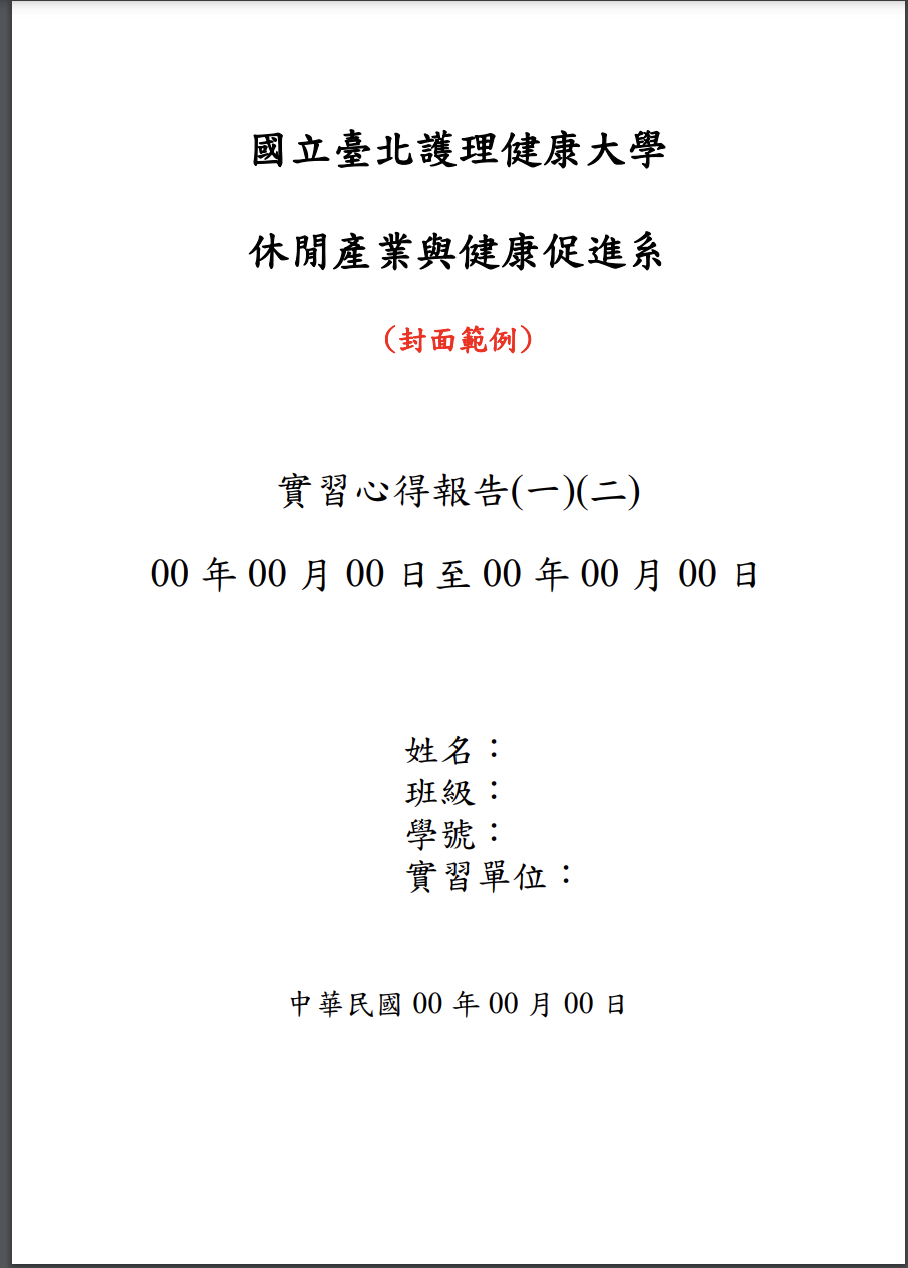 國立臺北護理健康大學
休閒產業與健康促進系
(封面範例)
實習心得報告(一)(二)
00 年 00 月 00 日至 00 年 00 月 00 日
姓名：
班級：
學號：
實習單位：
中華民國 00 年 00 月 00 日